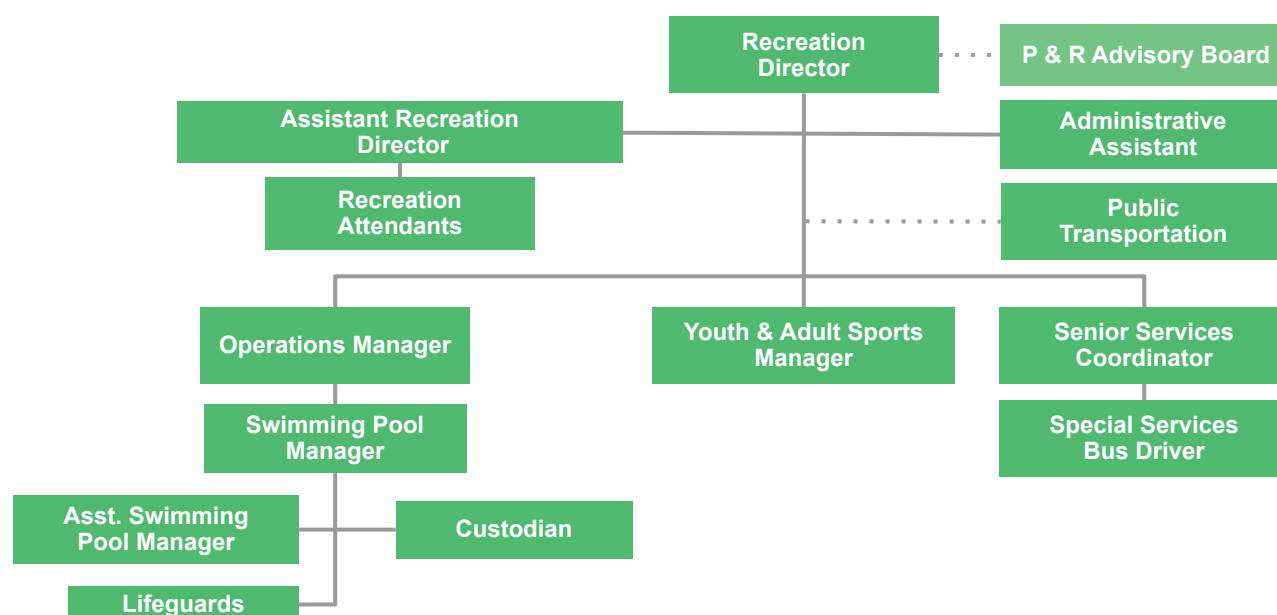 Recreation
Director
P & R Advisory Board
Assistant Recreation
Director
Administrative
Assistant
Recreation
Attendants
Public
Transportation
Operations Manager
Youth & Adult Sports
Manager
Senior Services
Coordinator
Swimming Pool
Manager
Special Services
Bus Driver
Asst. Swimming
Pool Manager
Custodian
Lifeguards